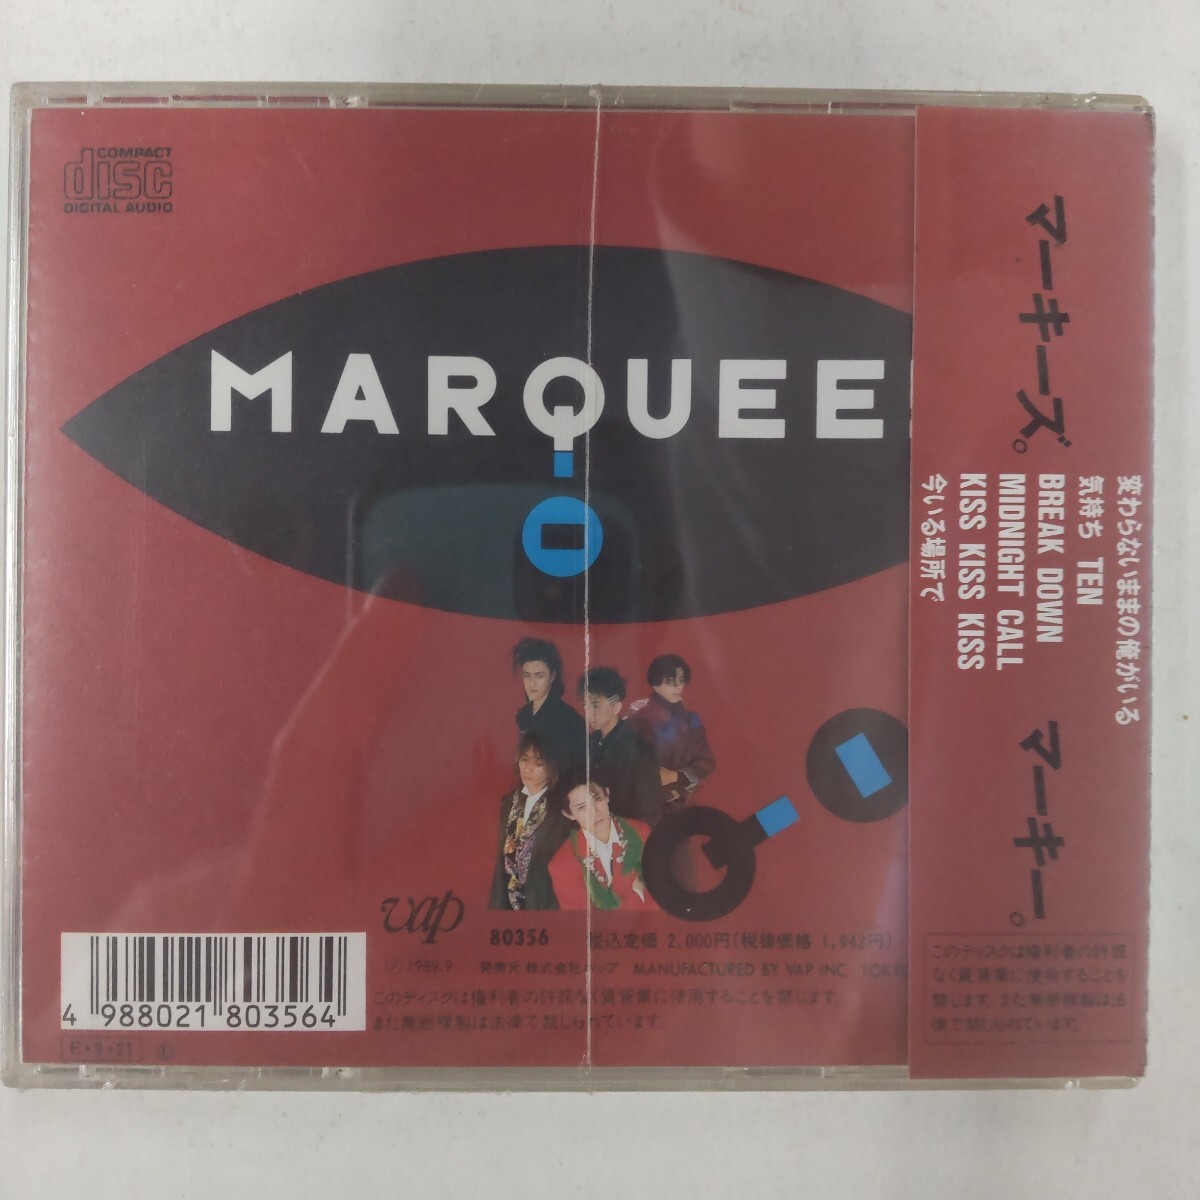 COMPACT
disc
DIGITAL AUDIO
MARQUEE
vap
80356 税込定価 2,000円(税抜価格 1,942円)
Ⓟ1989.9 発売元 株式会社バップ MANUFACTURED BY VAP INC. TOKYO
このディスクは権利者の許諾なく賃貸業に使用することを禁じます。
また無断複製は法律で禁じられています。
4 988021 803564
E・9・21 Ⓛ
マーキーズ。
変わらないままの俺がいる
気持ち TEN
BREAK DOWN
MIDNIGHT CALL
KISS KISS KISS
今いる場所で
マーキー。
このディスクは権利者の許諾
なく賃貸業に使用することを
禁じます。また無断複製は法
律で禁じられています。